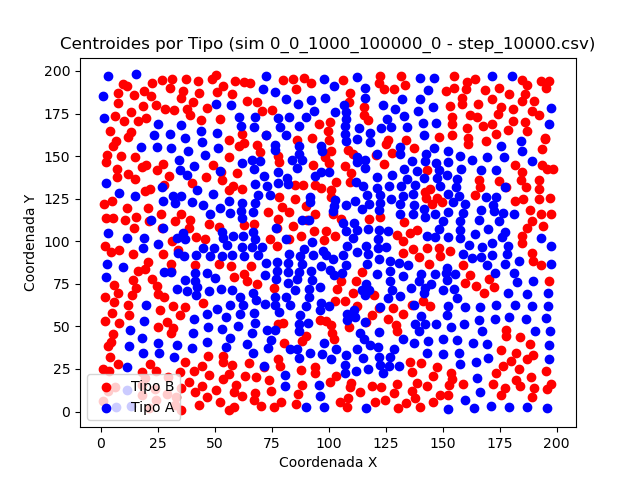 Centroides por Tipo (sim 0_0_1000_100000_0 - step_10000.csv)
200
175
150
125
100
75
50
25
0
Coordenada Y
Tipo B
Tipo A
0 25 50 75 100 125 150 175 200
Coordenada X